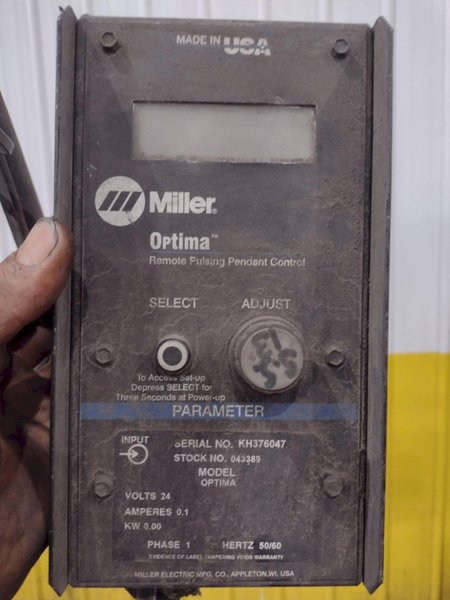 MADE IN USA
Miller®
Optima™
Remote Pulsing Pendant Control
SELECT ADJUST
To Access Set-up
Depress SELECT for
Three Seconds at Power-up
PARAMETER
INPUT
SERIAL NO. KH376047
STOCK NO. 043389
MODEL
OPTIMA
VOLTS 24
AMPERES 0.1
KW 0.00
PHASE 1 HERTZ 50/60
EVIDENCE OF LABEL TAMPERING VOIDS WARRANTY
MILLER ELECTRIC MFG. CO., APPLETON, WI. USA